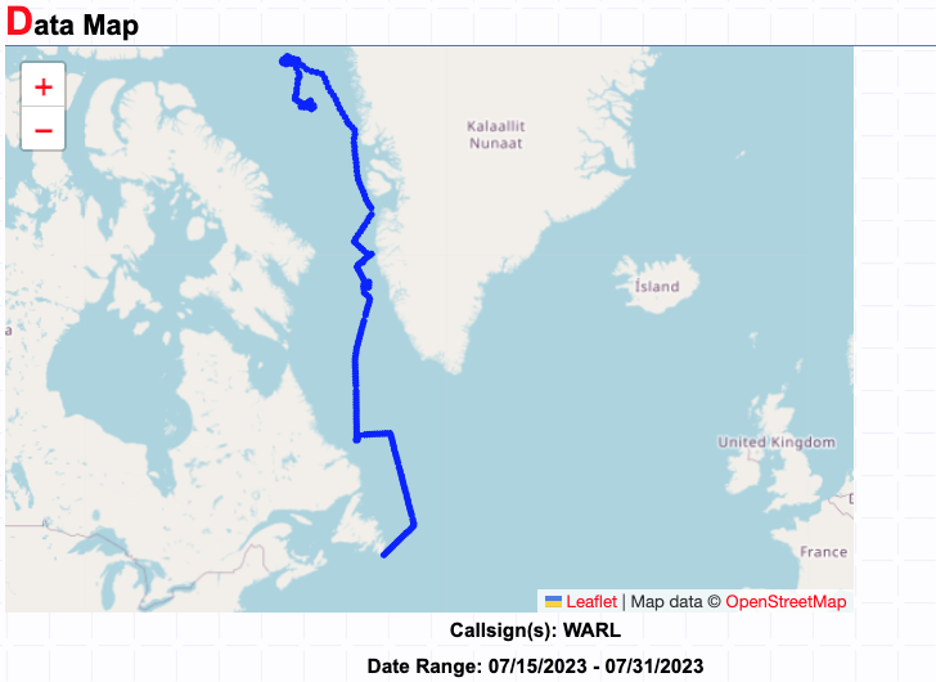 Data Map
+
−
Kalaallit
Nunaat
Ísland
a
United Kingdom
France
Leaflet | Map data © OpenStreetMap
Callsign(s): WARL
Date Range: 07/15/2023 - 07/31/2023